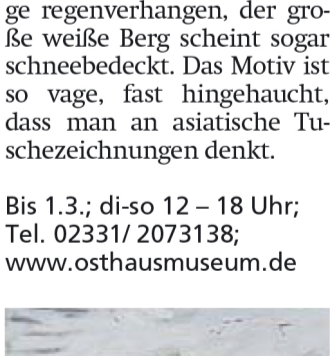 ge regenverhangen, der gro-
ße weiße Berg scheint sogar
schneebedeckt. Das Motiv ist
so vage, fast hingehaucht,
dass man an asiatische Tu-
schezeichnungen denkt.
Bis 1.3.; di-so 12 – 18 Uhr;
Tel. 02331/ 2073138;
www.osthausmuseum.de